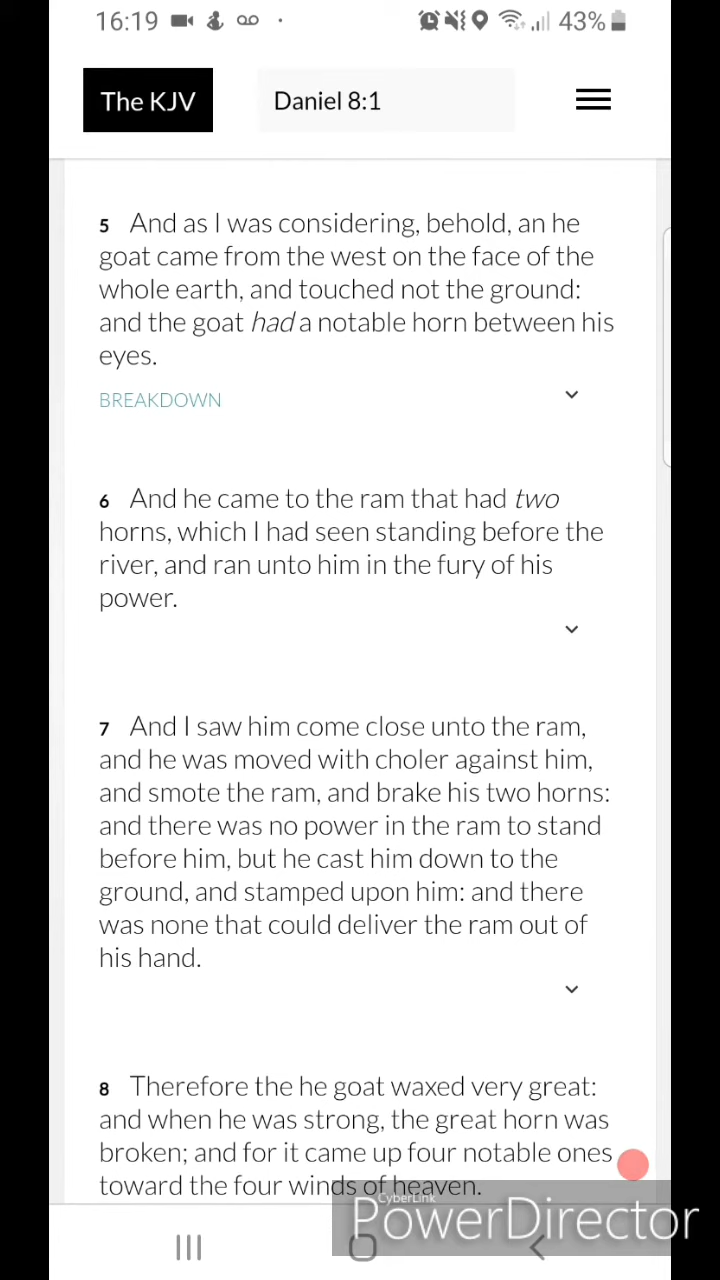 16:19 43%
The KJV Daniel 8:1
5 And as I was considering, behold, an he
goat came from the west on the face of the
whole earth, and touched not the ground:
and the goat had a notable horn between his
eyes.
BREAKDOWN
6 And he came to the ram that had two
horns, which I had seen standing before the
river, and ran unto him in the fury of his
power.
7 And I saw him come close unto the ram,
and he was moved with choler against him,
and smote the ram, and brake his two horns:
and there was no power in the ram to stand
before him, but he cast him down to the
ground, and stamped upon him: and there
was none that could deliver the ram out of
his hand.
8 Therefore the he goat waxed very great:
and when he was strong, the great horn was
broken; and for it came up four notable ones
toward the four winds of heaven.
CyberLink
PowerDirector